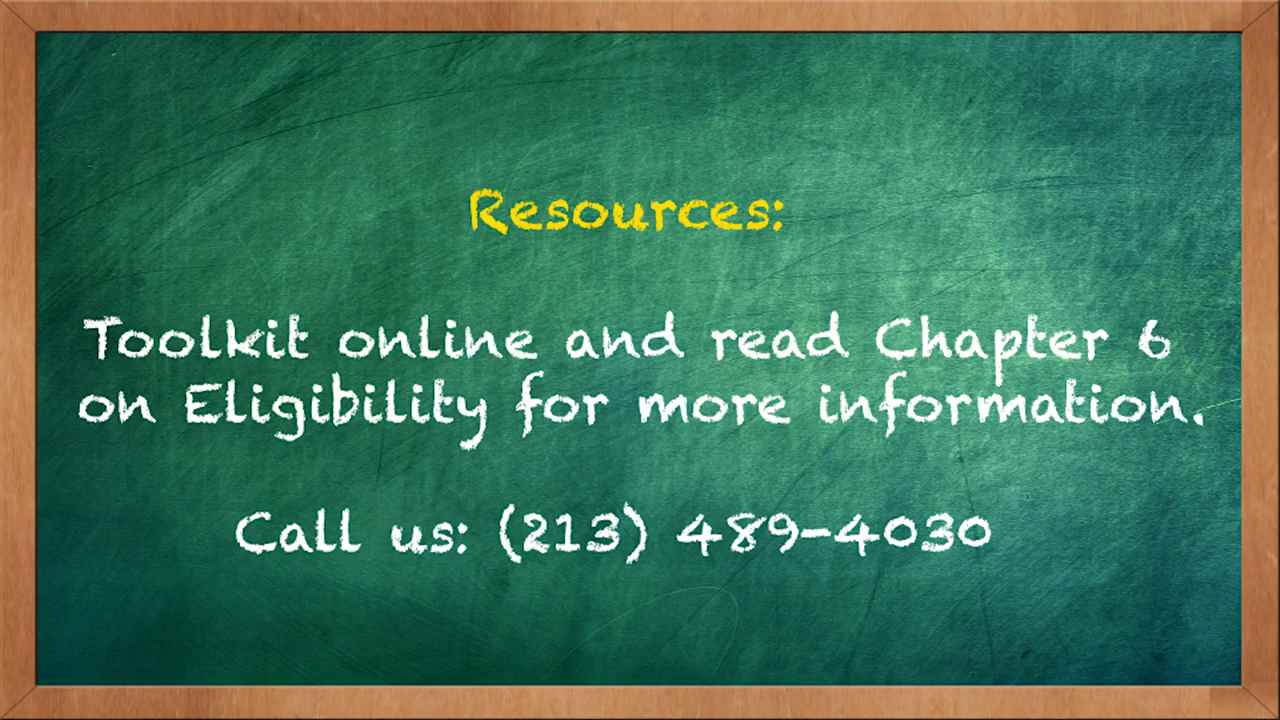 Resources:
Toolkit online and read Chapter 6
on Eligibility for more information.
Call us: (213) 489-4030